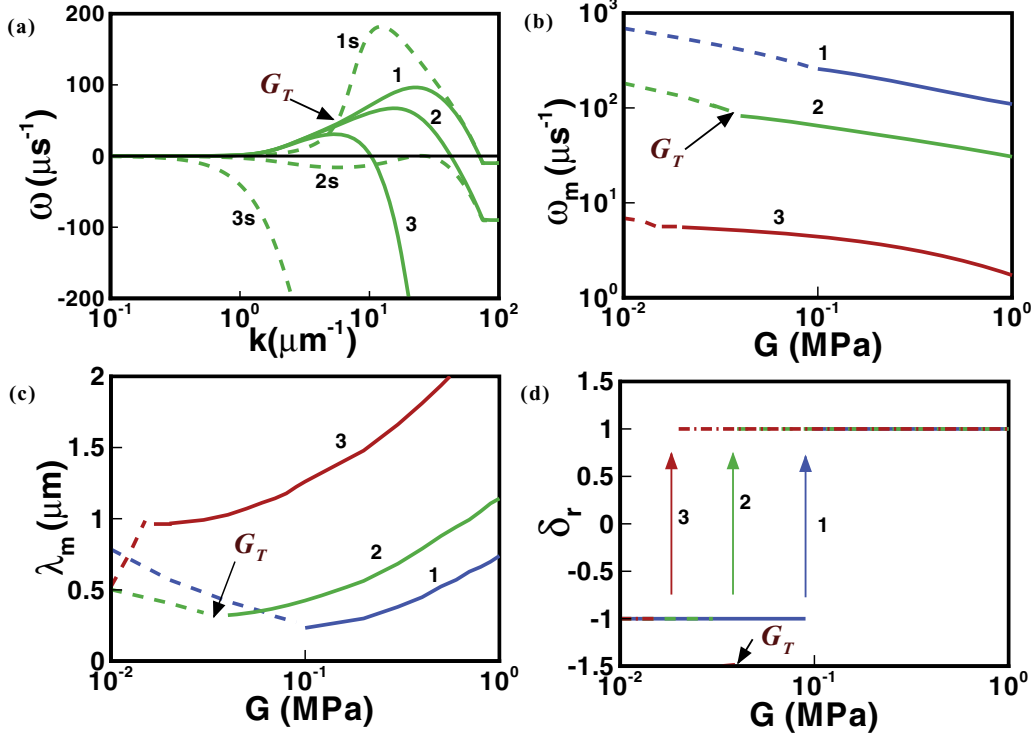 (a)
200
100
0
-100
-200
ω (μs⁻¹)
G_T
1s
1
2
2s
3s
3
10⁻¹
10⁰
10¹
10²
k(μm⁻¹)
(b)
10³
10²
10¹
10⁰
ω_m (μs⁻¹)
1
2
G_T
3
10⁻²
10⁻¹
10⁰
G (MPa)
(c)
2
1.5
1
0.5
0
λ_m (μm)
3
G_T
2
1
10⁻²
10⁻¹
10⁰
G (MPa)
(d)
1.5
1
0.5
0
-0.5
-1
-1.5
δ_r
3
2
1
G_T
10⁻²
10⁻¹
10⁰
G (MPa)